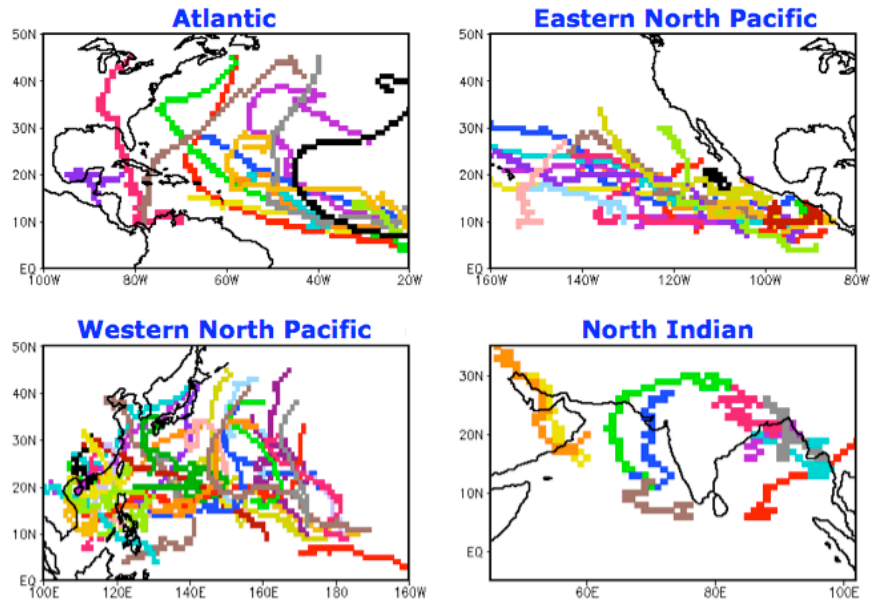 Atlantic
Eastern North Pacific
50N
40N
30N
20N
10N
EQ
100W 80W 60W 40W 20W
50N
40N
30N
20N
10N
EQ
160W 140W 120W 100W 80W
Western North Pacific
North Indian
50N
40N
30N
20N
10N
EQ
100E 120E 140E 160E 180 160W
30N
20N
10N
EQ
60E 80E 100E